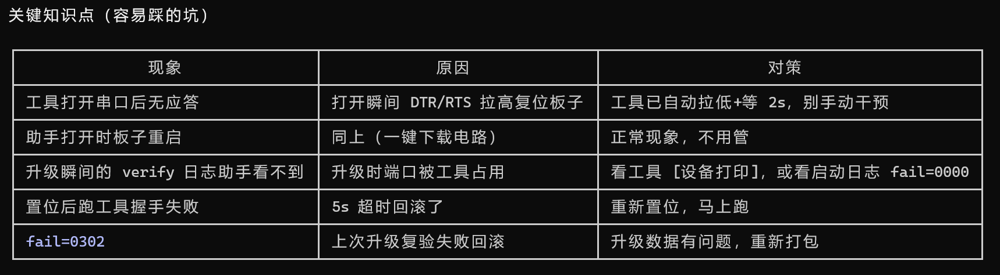 关键知识点（容易踩的坑）
现象 原因 对策
工具打开串口后无应答 打开瞬间 DTR/RTS 拉高复位板子 工具已自动拉低+等 2s，别手动干预
助手打开时板子重启 同上（一键下载电路） 正常现象，不用管
升级瞬间的 verify 日志助手看不到 升级时端口被工具占用 看工具 [设备打印]，或看启动日志 fail=0000
置位后跑工具握手失败 5s 超时回滚了 重新置位，马上跑
fail=0302 上次升级复验失败回滚 升级数据有问题，重新打包